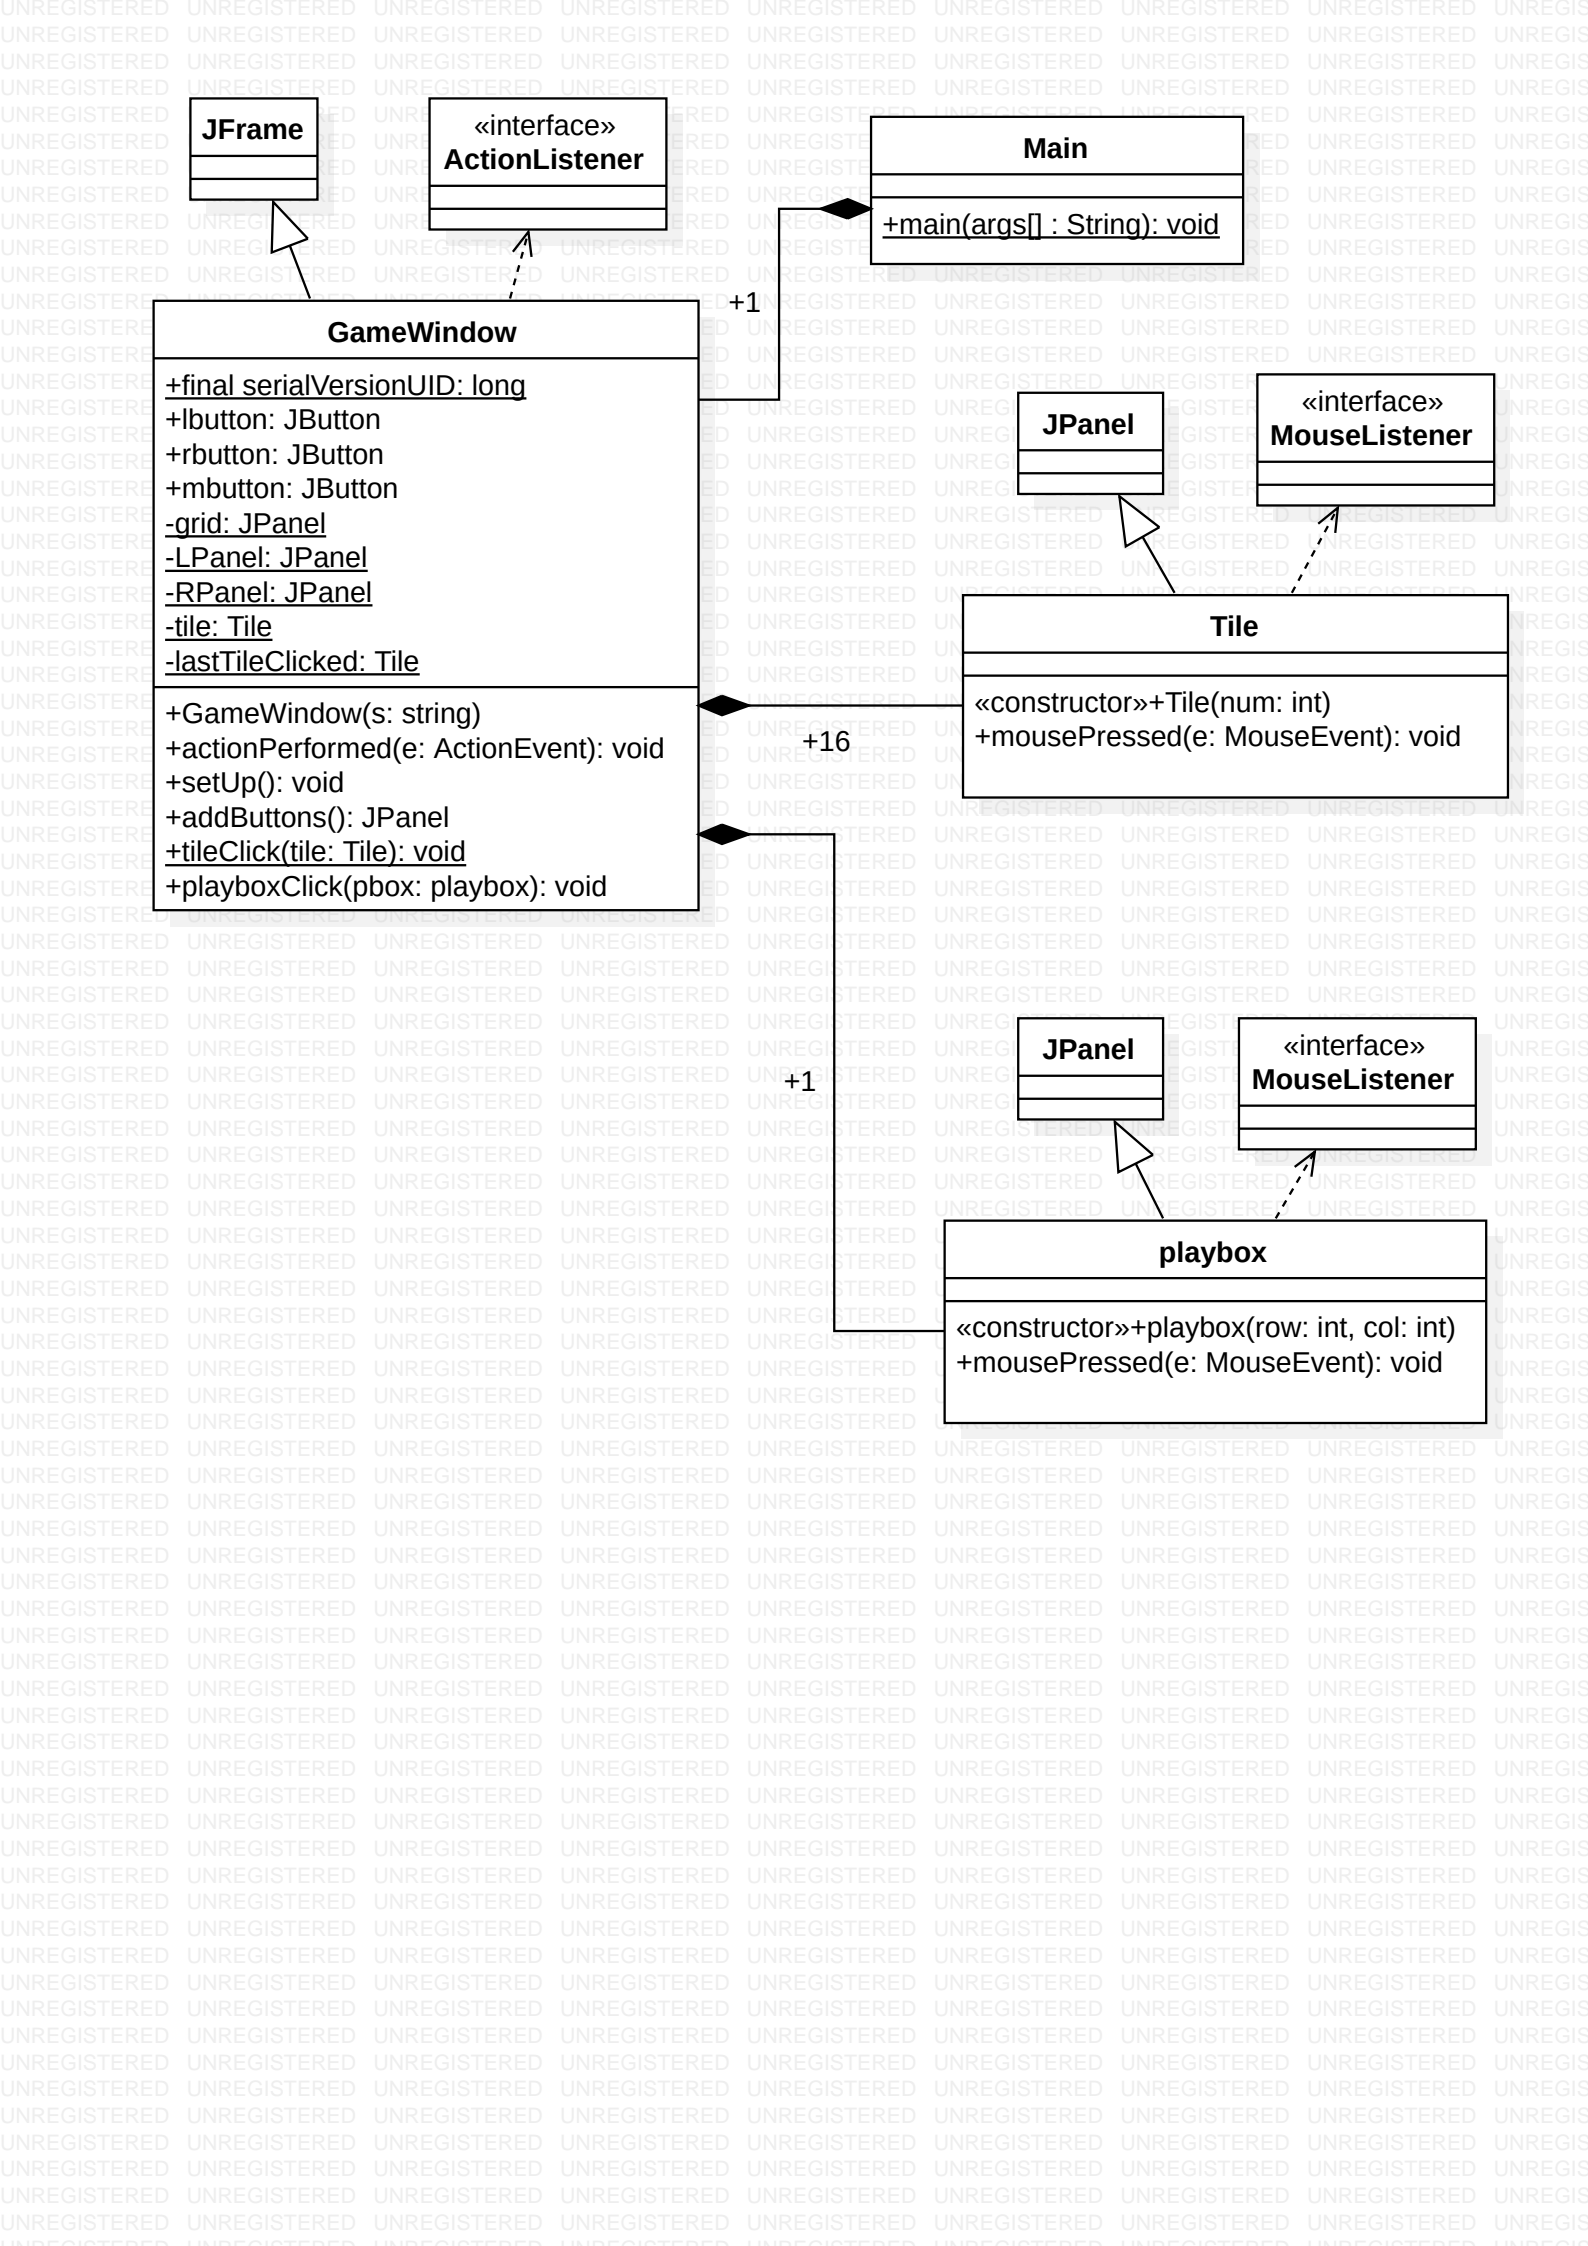 JFrame
«interface»
ActionListener
Main
+main(args[] : String): void
+1
GameWindow
+final serialVersionUID: long
+lbutton: JButton
+rbutton: JButton
+mbutton: JButton
-grid: JPanel
-LPanel: JPanel
-RPanel: JPanel
-tile: Tile
-lastTileClicked: Tile
+GameWindow(s: string)
+actionPerformed(e: ActionEvent): void
+setUp(): void
+addButtons(): JPanel
+tileClick(tile: Tile): void
+playboxClick(pbox: playbox): void
JPanel
«interface»
MouseListener
Tile
«constructor»+Tile(num: int)
+mousePressed(e: MouseEvent): void
+16
+1
JPanel
«interface»
MouseListener
playbox
«constructor»+playbox(row: int, col: int)
+mousePressed(e: MouseEvent): void
UNREGISTERED